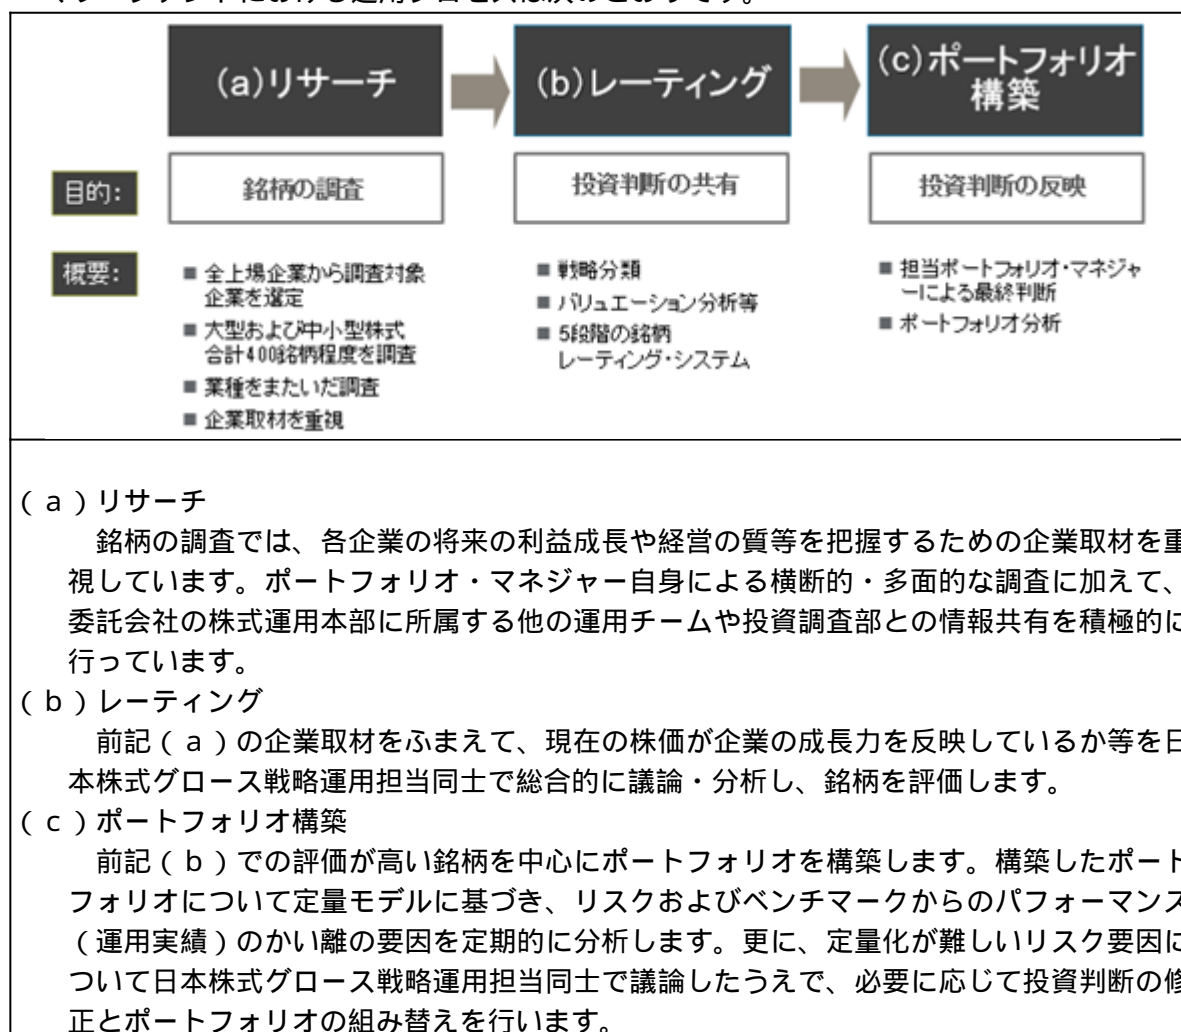 (a)リサーチ
(b)レーティング
(c)ポートフォリオ
構築
目的:
銘柄の調査
投資判断の共有
投資判断の反映
概要:
■ 全上場企業から調査対象
企業を選定
■ 大型および中小型株式
合計400銘柄程度を調査
■ 業種をまたいだ調査
■ 企業取材を重視
■ 戦略分類
■ バリュエーション分析等
■ 5段階の銘柄
レーティング・システム
■ 担当ポートフォリオ・マネジャ
ーによる最終判断
■ ポートフォリオ分析
(a)リサーチ
銘柄の調査では、各企業の将来の利益成長や経営の質等を把握するための企業取材を重
視しています。ポートフォリオ・マネジャー自身による横断的・多面的な調査に加えて、
委託会社の株式運用本部に所属する他の運用チームや投資調査部との情報共有を積極的に
行っています。
(b)レーティング
前記(a)の企業取材をふまえて、現在の株価が企業の成長力を反映しているか等を日
本株式グロース戦略運用担当同士で総合的に議論・分析し、銘柄を評価します。
(c)ポートフォリオ構築
前記(b)での評価が高い銘柄を中心にポートフォリオを構築します。構築したポート
フォリオについて定量モデルに基づき、リスクおよびベンチマークからのパフォーマンス
(運用実績)のかい離の要因を定期的に分析します。更に、定量化が難しいリスク要因に
ついて日本株式グロース戦略運用担当同士で議論したうえで、必要に応じて投資判断の修
正とポートフォリオの組み替えを行います。